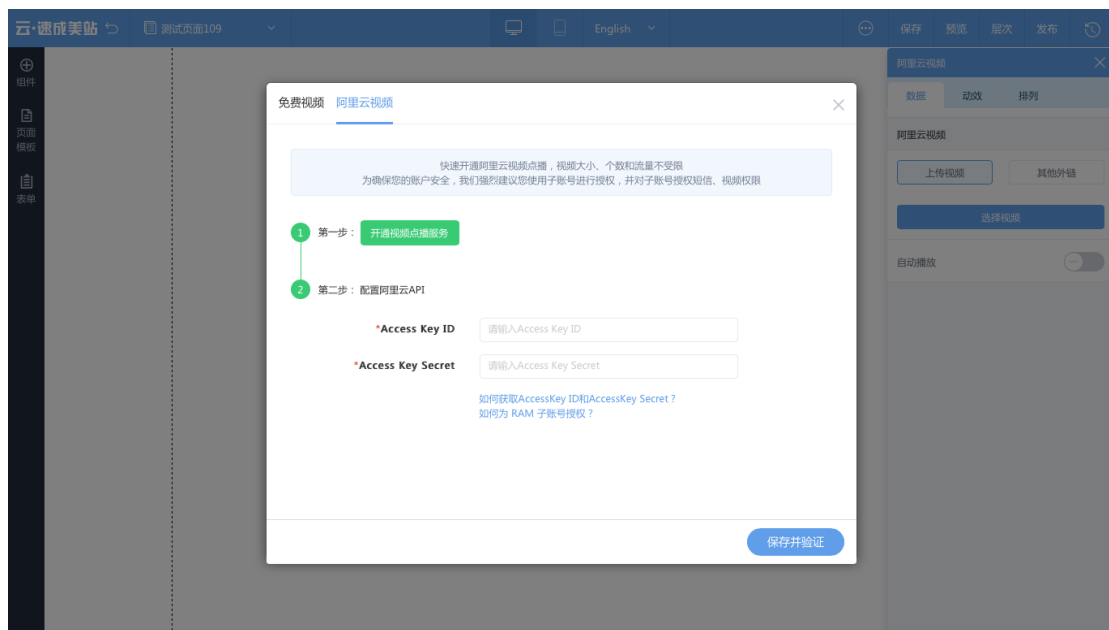 云·速成美站
测试页面109
English
保存
预览
层次
发布
组件
页面
模板
表单
免费视频
阿里云视频
快速开通阿里云视频点播，视频大小、个数和流量不受限
为确保您的账户安全，我们强烈建议您使用子账号进行授权，并对子账号授权短信、视频权限
1 第一步： 开通视频点播服务
2 第二步： 配置阿里云API
*Access Key ID 请输入Access Key ID
*Access Key Secret 请输入Access Key Secret
如何获取AccessKey ID和AccessKey Secret？
如何为 RAM 子账号授权？
保存并验证
阿里云视频
数据
动效
排列
阿里云视频
上传视频
其他外链
选择视频
自动播放